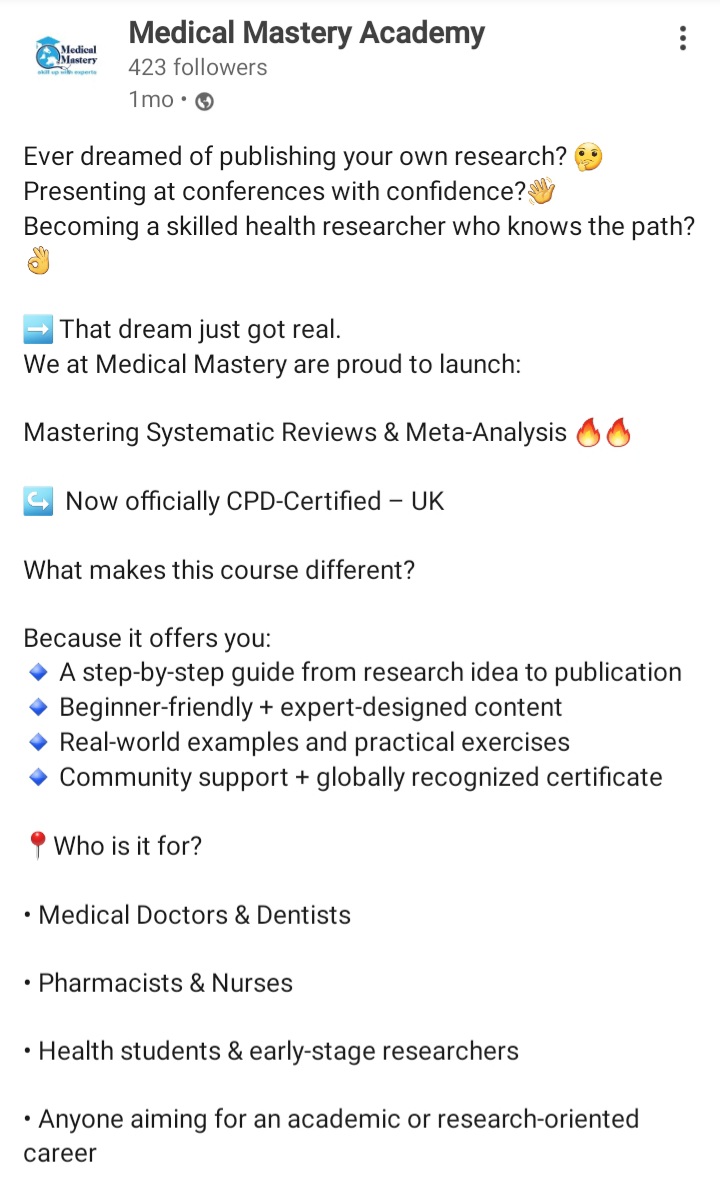 Medical
Mastery
skill up with experts
Medical Mastery Academy
423 followers
1mo •
Ever dreamed of publishing your own research? 🤔
Presenting at conferences with confidence?👋
Becoming a skilled health researcher who knows the path?
👌
➡️ That dream just got real.
We at Medical Mastery are proud to launch:
Mastering Systematic Reviews & Meta-Analysis 🔥🔥
↪️ Now officially CPD-Certified – UK
What makes this course different?
Because it offers you:
🔹 A step-by-step guide from research idea to publication
🔹 Beginner-friendly + expert-designed content
🔹 Real-world examples and practical exercises
🔹 Community support + globally recognized certificate
📍Who is it for?
• Medical Doctors & Dentists
• Pharmacists & Nurses
• Health students & early-stage researchers
• Anyone aiming for an academic or research-oriented
career